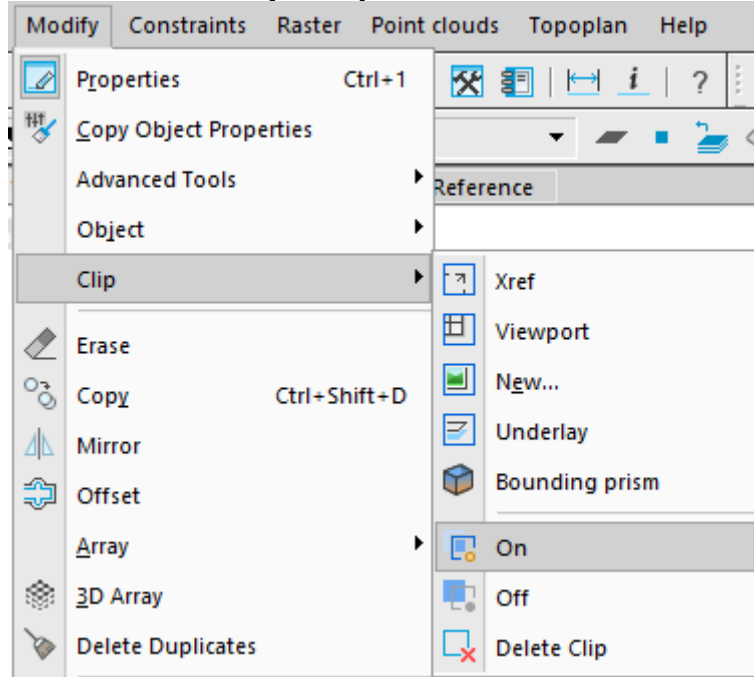 Modify Constraints Raster Point clouds Topoplan Help
Properties Ctrl+1
i ?
Copy Object Properties
Advanced Tools
Reference
Object
Clip
Xref
Viewport
Erase
New...
Copy Ctrl+Shift+D
Underlay
Mirror
Bounding prism
Offset
Array
On
3D Array
Off
Delete Duplicates
Delete Clip